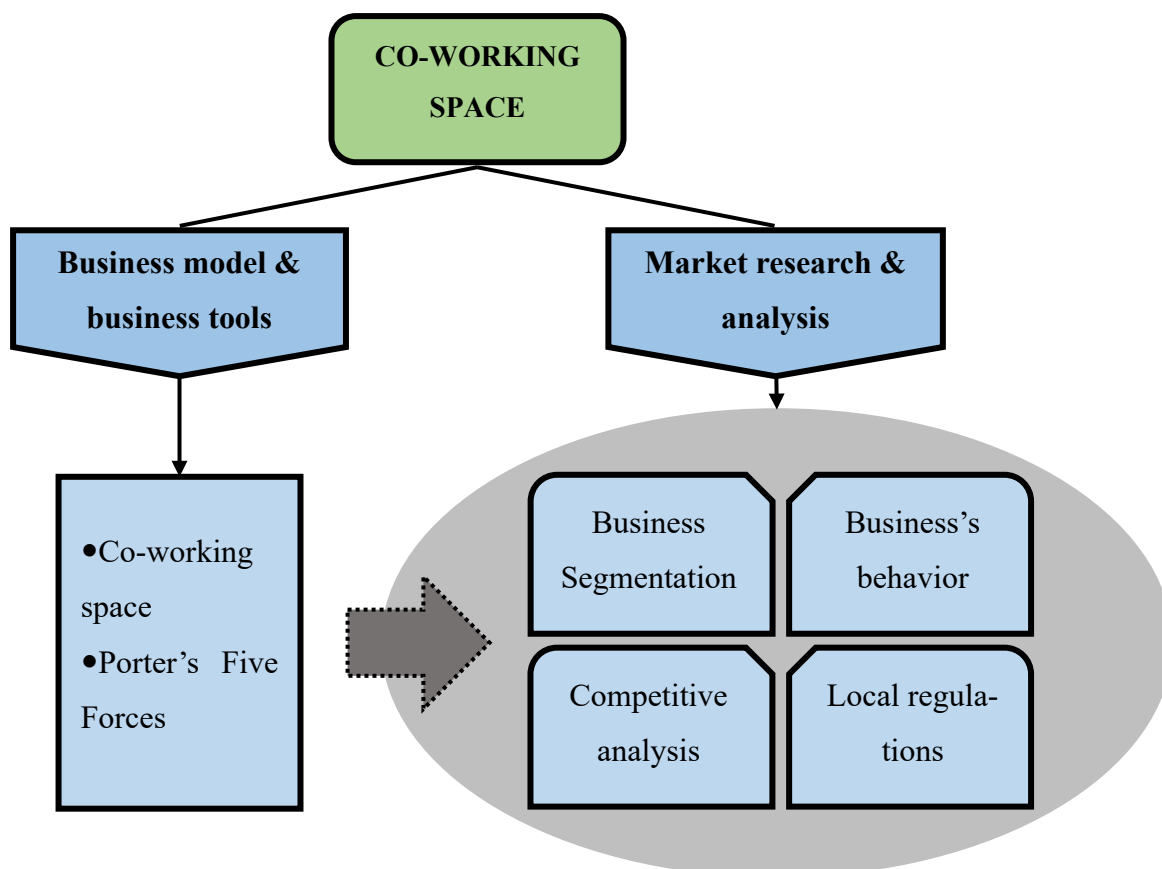 CO-WORKING
SPACE
Business model &
business tools
Market research &
analysis
•Co-working
space
•Porter’s Five
Forces
Business
Segmentation
Business’s
behavior
Competitive
analysis
Local regula-
tions